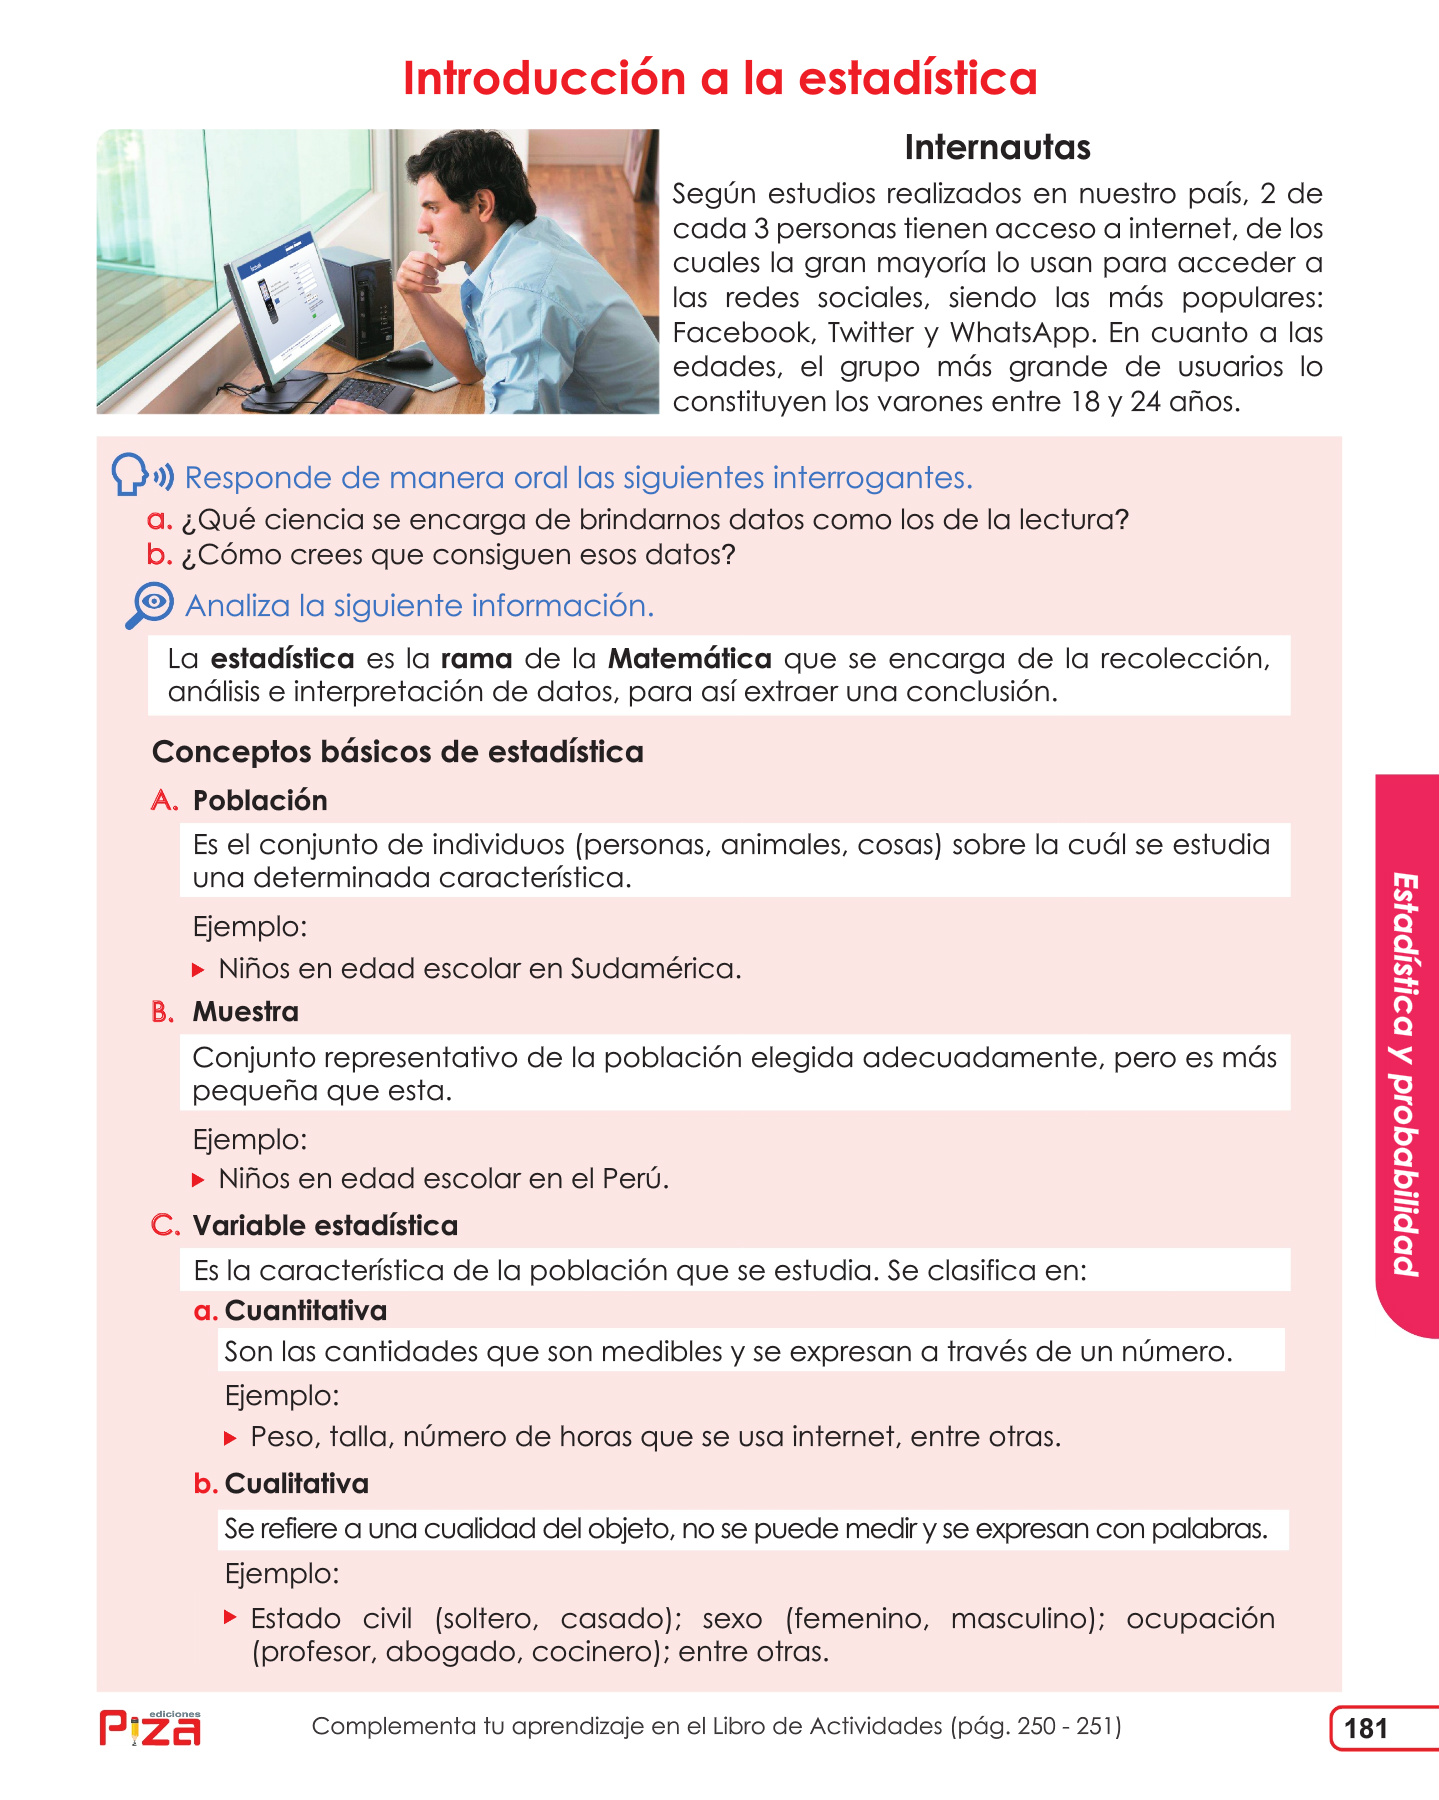 Introducción a la estadística
Internautas
Según estudios realizados en nuestro país, 2 de
cada 3 personas tienen acceso a internet, de los
cuales la gran mayoría lo usan para acceder a
las redes sociales, siendo las más populares:
Facebook, Twitter y WhatsApp. En cuanto a las
edades, el grupo más grande de usuarios lo
constituyen los varones entre 18 y 24 años.
Responde de manera oral las siguientes interrogantes.
a. ¿Qué ciencia se encarga de brindarnos datos como los de la lectura?
b. ¿Cómo crees que consiguen esos datos?
Analiza la siguiente información.
La estadística es la rama de la Matemática que se encarga de la recolección,
análisis e interpretación de datos, para así extraer una conclusión.
Conceptos básicos de estadística
A. Población
Es el conjunto de individuos (personas, animales, cosas) sobre la cuál se estudia
una determinada característica.
Ejemplo:
Niños en edad escolar en Sudamérica.
B. Muestra
Conjunto representativo de la población elegida adecuadamente, pero es más
pequeña que esta.
Ejemplo:
Niños en edad escolar en el Perú.
C. Variable estadística
Es la característica de la población que se estudia. Se clasifica en:
a. Cuantitativa
Son las cantidades que son medibles y se expresan a través de un número.
Ejemplo:
Peso, talla, número de horas que se usa internet, entre otras.
b. Cualitativa
Se refiere a una cualidad del objeto, no se puede medir y se expresan con palabras.
Ejemplo:
Estado civil (soltero, casado); sexo (femenino, masculino); ocupación
(profesor, abogado, cocinero); entre otras.
Estadística y probabilidad
ediciones
Piza
Complementa tu aprendizaje en el Libro de Actividades (pág. 250 - 251)
181